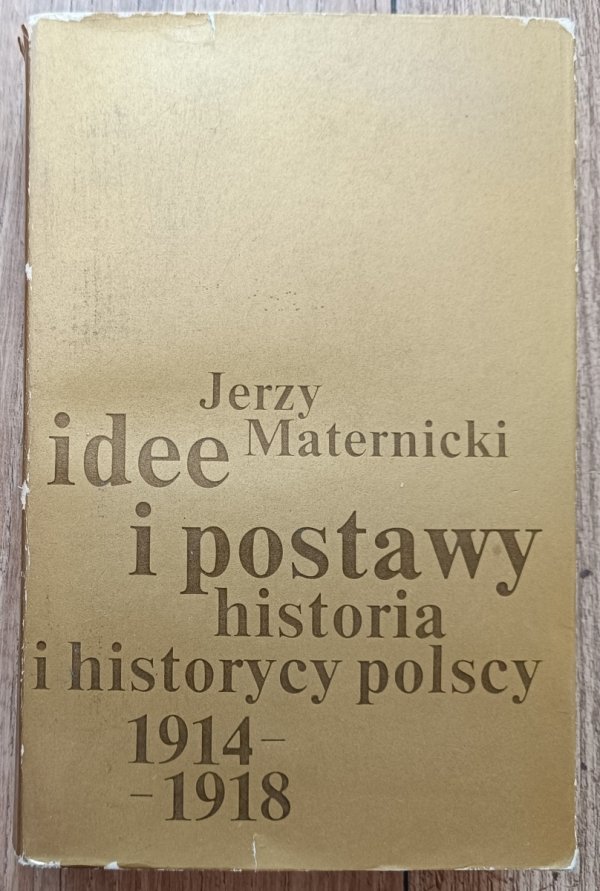 Jerzy
Maternicki
idee
i postawy
historia
i historycy polscy
1914–
–1918